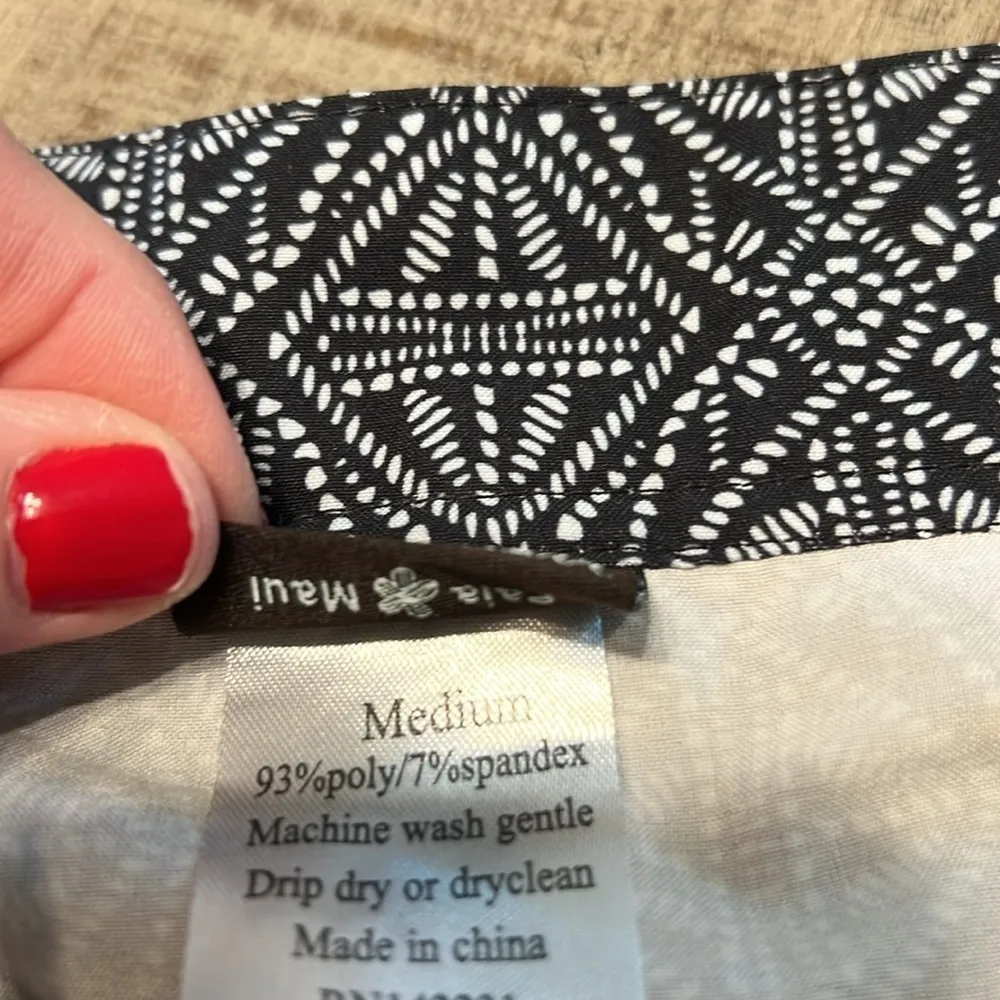 Maui
Medium
93%poly/7%spandex
Machine wash gentle
Drip dry or dryclean
Made in china